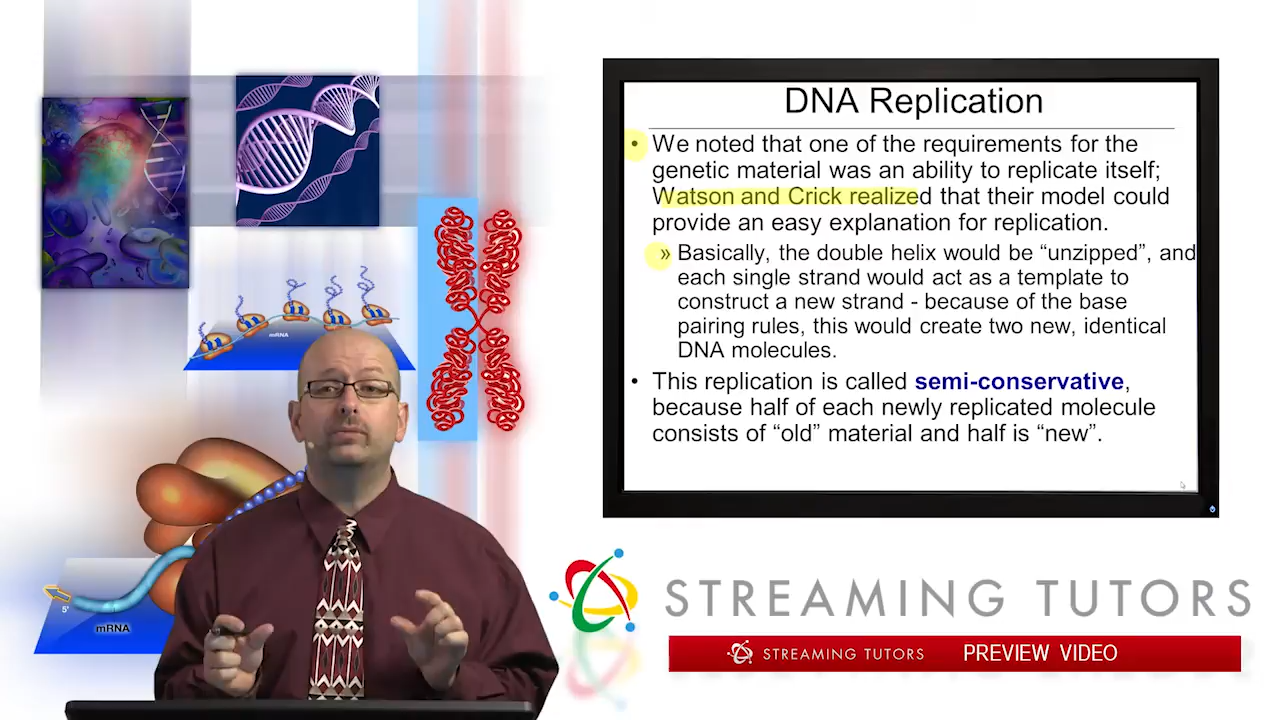 DNA Replication
• We noted that one of the requirements for the
genetic material was an ability to replicate itself;
Watson and Crick realized that their model could
provide an easy explanation for replication.
» Basically, the double helix would be “unzipped”, and
each single strand would act as a template to
construct a new strand - because of the base
pairing rules, this would create two new, identical
DNA molecules.
• This replication is called semi-conservative,
because half of each newly replicated molecule
consists of “old” material and half is “new”.
mRNA
5'
mRNA
STREAMING TUTORS
STREAMING TUTORS PREVIEW VIDEO